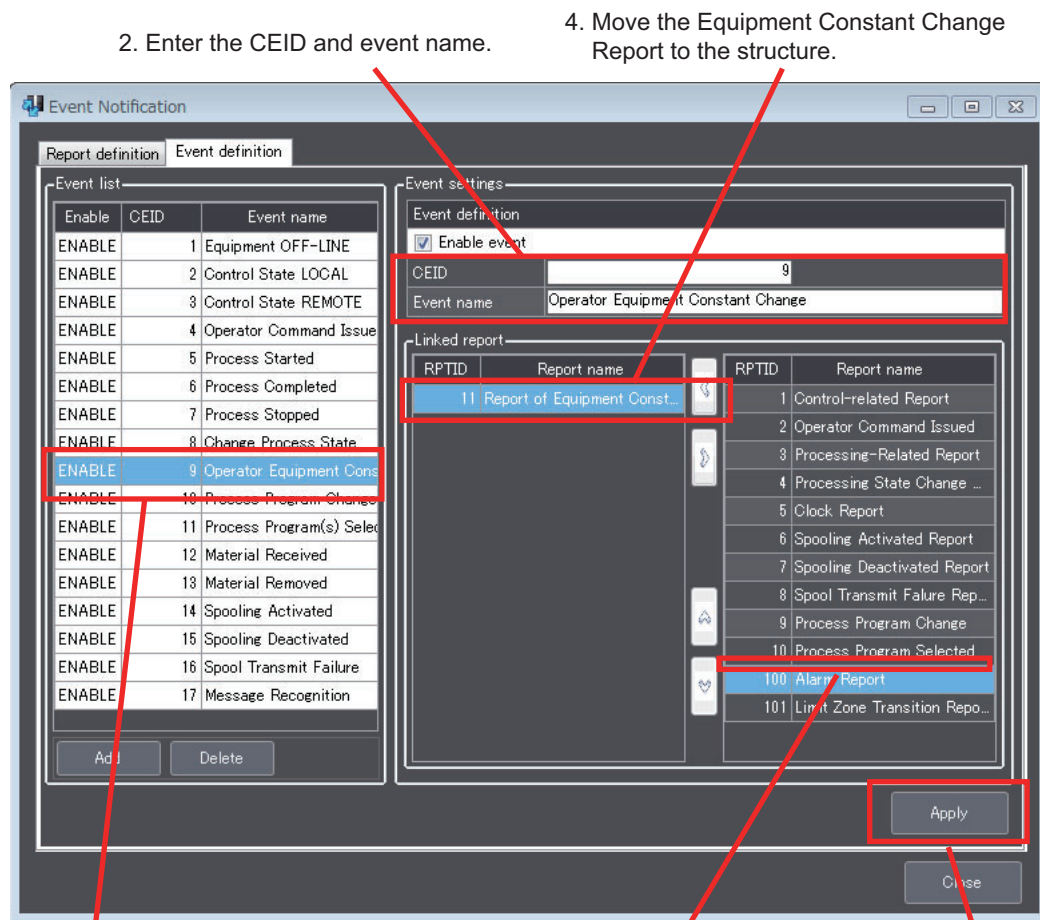 2. Enter the CEID and event name.
4. Move the Equipment Constant Change
Report to the structure.
Event Notification
Report definition Event definition
Event list
Enable CEID Event name
ENABLE 1 Equipment OFF-LINE
ENABLE 2 Control State LOCAL
ENABLE 3 Control State REMOTE
ENABLE 4 Operator Command Issue
ENABLE 5 Process Started
ENABLE 6 Process Completed
ENABLE 7 Process Stopped
ENABLE 8 Change Process State
ENABLE 9 Operator Equipment Cons
ENABLE 10 Process Program Change
ENABLE 11 Process Program(s) Selec
ENABLE 12 Material Received
ENABLE 13 Material Removed
ENABLE 14 Spooling Activated
ENABLE 15 Spooling Deactivated
ENABLE 16 Spool Transmit Failure
ENABLE 17 Message Recognition
Add Delete
Event settings
Event definition
Enable event
CEID 9
Event name Operator Equipment Constant Change
Linked report
RPTID Report name
11 Report of Equipment Const...
RPTID Report name
1 Control-related Report
2 Operator Command Issued
3 Processing-Related Report
4 Processing State Change ...
5 Clock Report
6 Spooling Activated Report
7 Spooling Deactivated Report
8 Spool Transmit Falure Rep...
9 Process Program Change
10 Process Program Selected
100 Alarm Report
101 Limit Zone Transition Repo...
Apply
Close